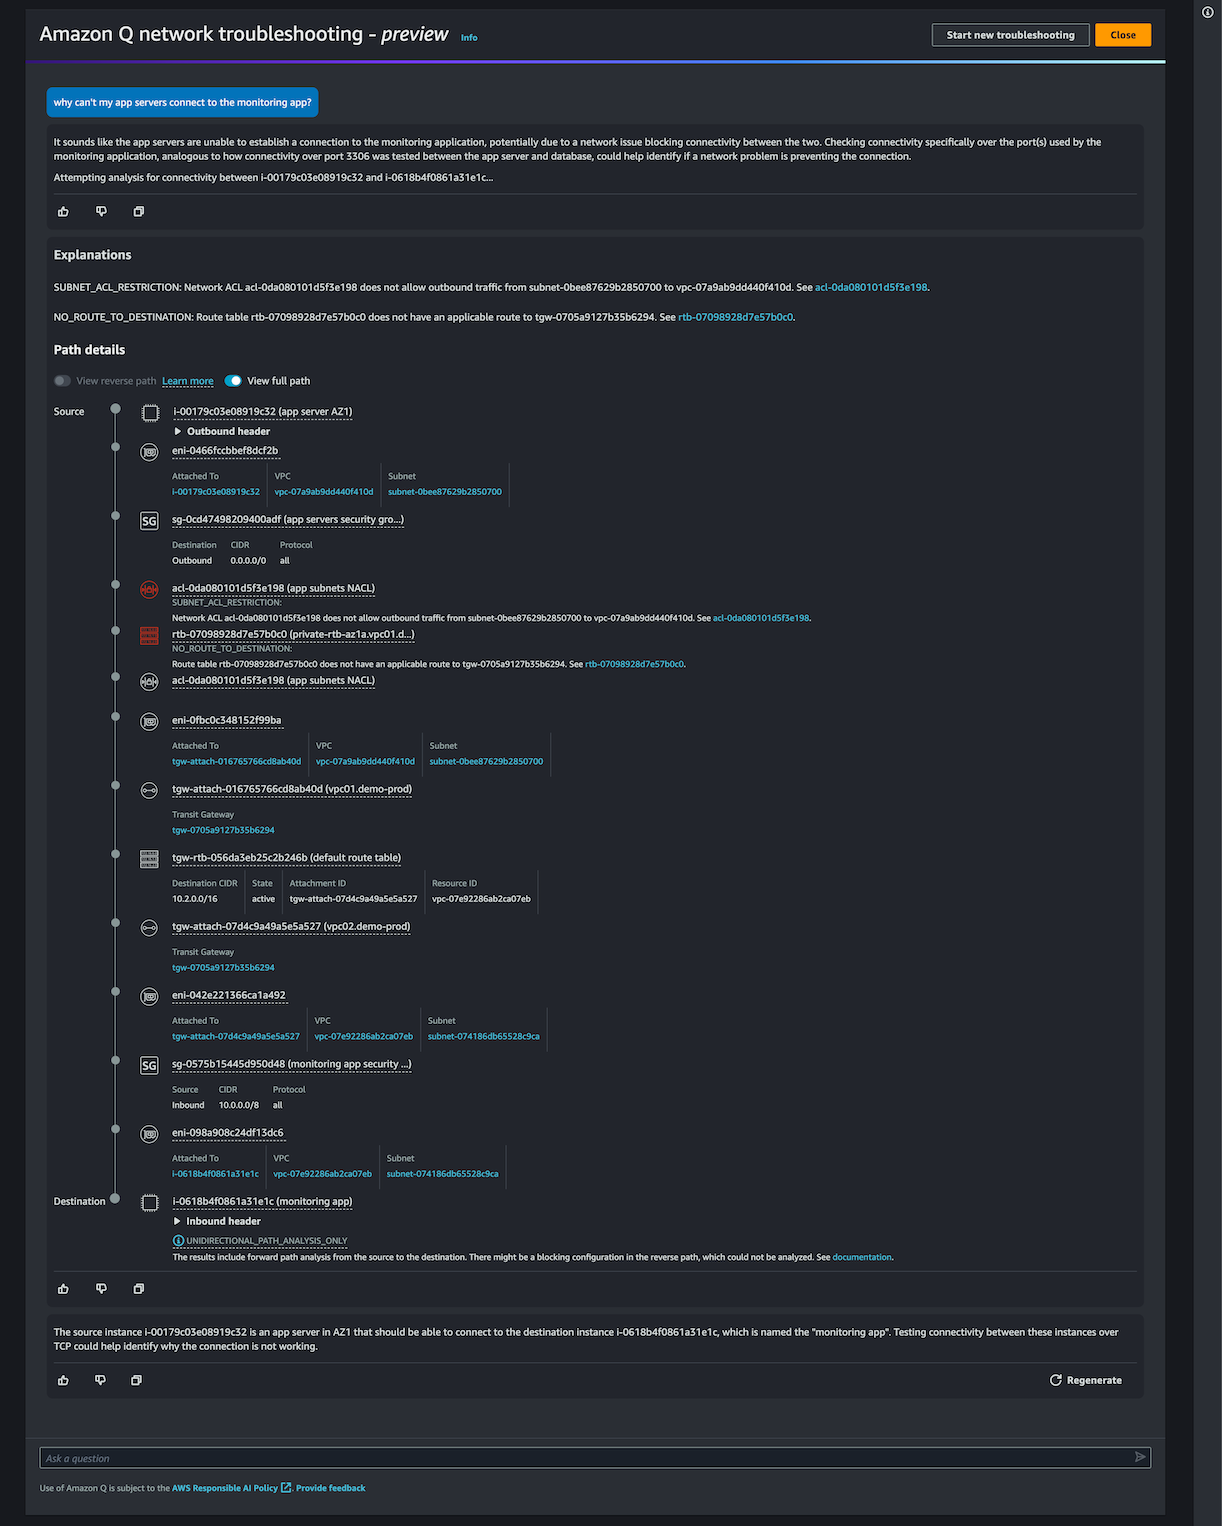 Amazon Q network troubleshooting - preview Info
Start new troubleshooting
Close
why can't my app servers connect to the monitoring app?
It sounds like the app servers are unable to establish a connection to the monitoring application, potentially due to a network issue blocking connectivity between the two. Checking connectivity specifically over the port(s) used by the
monitoring application, analogous to how connectivity over port 3306 was tested between the app server and database, could help identify if a network problem is preventing the connection.
Attempting analysis for connectivity between i-00179c03e08919c32 and i-0618b4f0861a31e1c...
Explanations
SUBNET_ACL_RESTRICTION: Network ACL acl-0da080101d5f3e198 does not allow outbound traffic from subnet-0bee87629b2850700 to vpc-07a9ab9dd440f410d. See acl-0da080101d5f3e198.
NO_ROUTE_TO_DESTINATION: Route table rtb-07098928d7e57b0c0 does not have an applicable route to tgw-0705a9127b35b6294. See rtb-07098928d7e57b0c0.
Path details
View reverse path Learn more View full path
Source
i-00179c03e08919c32 (app server AZ1)
Outbound header
eni-0466fccbbef8dcf2b
Attached To VPC Subnet
i-00179c03e08919c32 vpc-07a9ab9dd440f410d subnet-0bee87629b2850700
SG sg-0cd47498209400adf (app servers security gro...)
Destination CIDR Protocol
Outbound 0.0.0.0/0 all
acl-0da080101d5f3e198 (app subnets NACL)
SUBNET_ACL_RESTRICTION:
Network ACL acl-0da080101d5f3e198 does not allow outbound traffic from subnet-0bee87629b2850700 to vpc-07a9ab9dd440f410d. See acl-0da080101d5f3e198.
rtb-07098928d7e57b0c0 (private-rtb-az1a.vpc01.d...)
NO_ROUTE_TO_DESTINATION:
Route table rtb-07098928d7e57b0c0 does not have an applicable route to tgw-0705a9127b35b6294. See rtb-07098928d7e57b0c0.
acl-0da080101d5f3e198 (app subnets NACL)
eni-0fbc0c348152f99ba
Attached To VPC Subnet
tgw-attach-016765766cd8ab40d vpc-07a9ab9dd440f410d subnet-0bee87629b2850700
tgw-attach-016765766cd8ab40d (vpc01.demo-prod)
Transit Gateway
tgw-0705a9127b35b6294
tgw-rtb-056da3eb25c2b246b (default route table)
Destination CIDR State Attachment ID Resource ID
10.2.0.0/16 active tgw-attach-07d4c9a49a5e5a527 vpc-07e92286ab2ca07eb
tgw-attach-07d4c9a49a5e5a527 (vpc02.demo-prod)
Transit Gateway
tgw-0705a9127b35b6294
eni-042e221366ca1a492
Attached To VPC Subnet
tgw-attach-07d4c9a49a5e5a527 vpc-07e92286ab2ca07eb subnet-074186db65528c9ca
SG sg-0575b15445d950d48 (monitoring app security ...)
Source CIDR Protocol
Inbound 10.0.0.0/8 all
eni-098a908c24df13dc6
Attached To VPC Subnet
i-0618b4f0861a31e1c vpc-07e92286ab2ca07eb subnet-074186db65528c9ca
Destination
i-0618b4f0861a31e1c (monitoring app)
Inbound header
UNIDIRECTIONAL_PATH_ANALYSIS_ONLY
The results include forward path analysis from the source to the destination. There might be a blocking configuration in the reverse path, which could not be analyzed. See documentation.
The source instance i-00179c03e08919c32 is an app server in AZ1 that should be able to connect to the destination instance i-0618b4f0861a31e1c, which is named the "monitoring app". Testing connectivity between these instances over
TCP could help identify why the connection is not working.
Regenerate
Ask a question
Use of Amazon Q is subject to the AWS Responsible AI Policy. Provide feedback